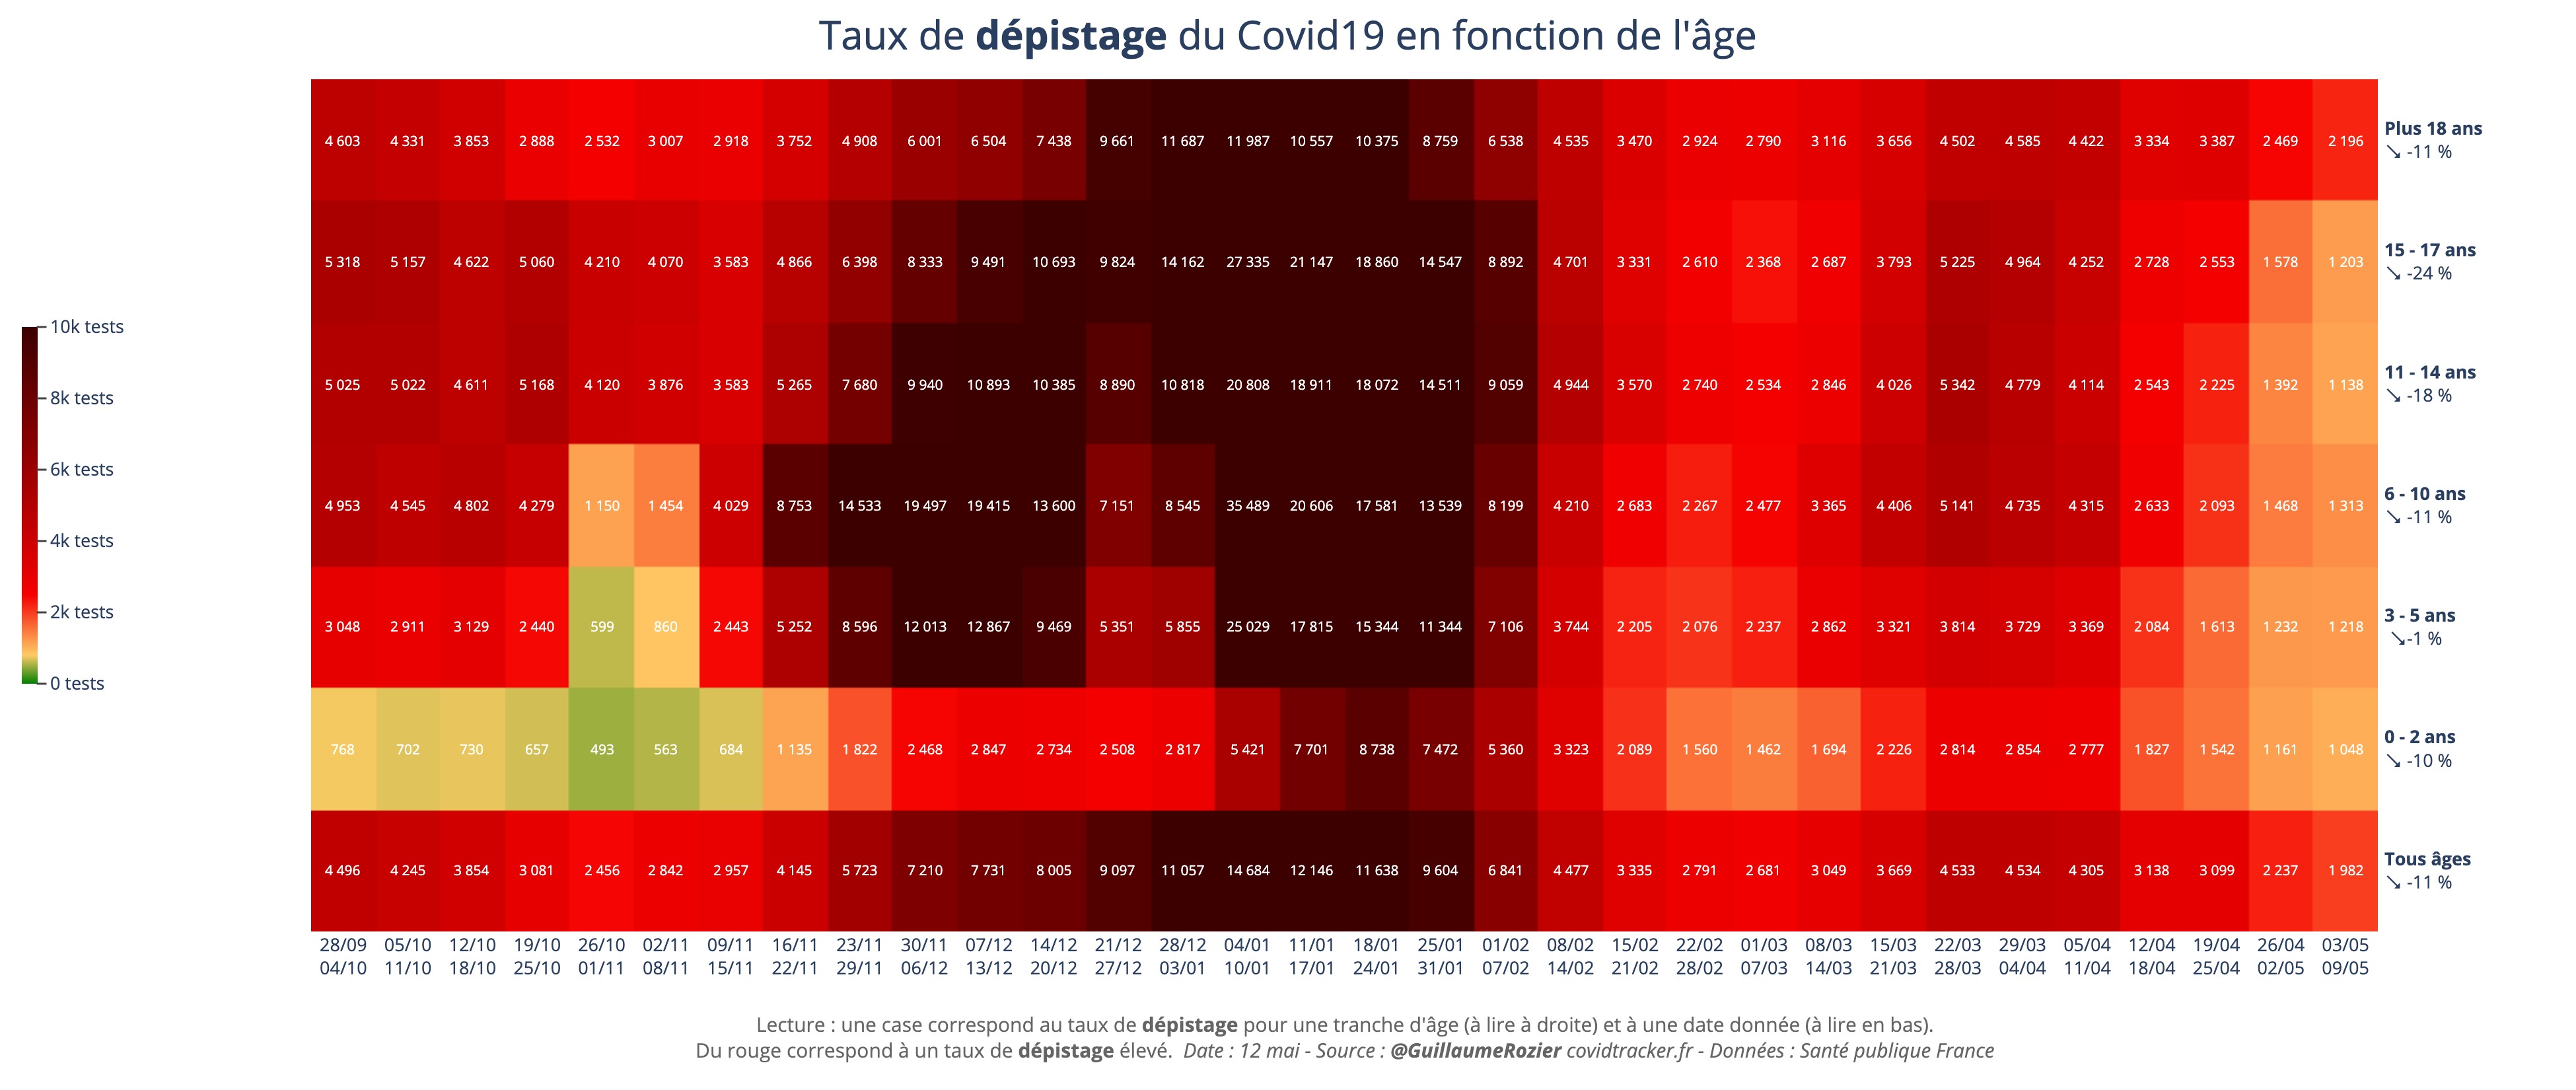 Taux de dépistage du Covid19 en fonction de l'âge
10k tests
8k tests
6k tests
4k tests
2k tests
0 tests
4 603 4 331 3 853 2 888 2 532 3 007 2 918 3 752 4 908 6 001 6 504 7 438 9 661 11 687 11 987 10 557 10 375 8 759 6 538 4 535 3 470 2 924 2 790 3 116 3 656 4 502 4 585 4 422 3 334 3 387 2 469 2 196
Plus 18 ans
↘ -11 %
5 318 5 157 4 622 5 060 4 210 4 070 3 583 4 866 6 398 8 333 9 491 10 693 9 824 14 162 27 335 21 147 18 860 14 547 8 892 4 701 3 331 2 610 2 368 2 687 3 793 5 225 4 964 4 252 2 728 2 553 1 578 1 203
15 - 17 ans
↘ -24 %
5 025 5 022 4 611 5 168 4 120 3 876 3 583 5 265 7 680 9 940 10 893 10 385 8 890 10 818 20 808 18 911 18 072 14 511 9 059 4 944 3 570 2 740 2 534 2 846 4 026 5 342 4 779 4 114 2 543 2 225 1 392 1 138
11 - 14 ans
↘ -18 %
4 953 4 545 4 802 4 279 1 150 1 454 4 029 8 753 14 533 19 497 19 415 13 600 7 151 8 545 35 489 20 606 17 581 13 539 8 199 4 210 2 683 2 267 2 477 3 365 4 406 5 141 4 735 4 315 2 633 2 093 1 468 1 313
6 - 10 ans
↘ -11 %
3 048 2 911 3 129 2 440 599 860 2 443 5 252 8 596 12 013 12 867 9 469 5 351 5 855 25 029 17 815 15 344 11 344 7 106 3 744 2 205 2 076 2 237 2 862 3 321 3 814 3 729 3 369 2 084 1 613 1 232 1 218
3 - 5 ans
↘-1 %
768 702 730 657 493 563 684 1 135 1 822 2 468 2 847 2 734 2 508 2 817 5 421 7 701 8 738 7 472 5 360 3 323 2 089 1 560 1 462 1 694 2 226 2 814 2 854 2 777 1 827 1 542 1 161 1 048
0 - 2 ans
↘ -10 %
4 496 4 245 3 854 3 081 2 456 2 842 2 957 4 145 5 723 7 210 7 731 8 005 9 097 11 057 14 684 12 146 11 638 9 604 6 841 4 477 3 335 2 791 2 681 3 049 3 669 4 533 4 534 4 305 3 138 3 099 2 237 1 982
Tous âges
↘ -11 %
28/09 05/10 12/10 19/10 26/10 02/11 09/11 16/11 23/11 30/11 07/12 14/12 21/12 28/12 04/01 11/01 18/01 25/01 01/02 08/02 15/02 22/02 01/03 08/03 15/03 22/03 29/03 05/04 12/04 19/04 26/04 03/05
04/10 11/10 18/10 25/10 01/11 08/11 15/11 22/11 29/11 06/12 13/12 20/12 27/12 03/01 10/01 17/01 24/01 31/01 07/02 14/02 21/02 28/02 07/03 14/03 21/03 28/03 04/04 11/04 18/04 25/04 02/05 09/05
Lecture : une case correspond au taux de dépistage pour une tranche d'âge (à lire à droite) et à une date donnée (à lire en bas).
Du rouge correspond à un taux de dépistage élevé. Date : 12 mai - Source : @GuillaumeRozier covidtracker.fr - Données : Santé publique France